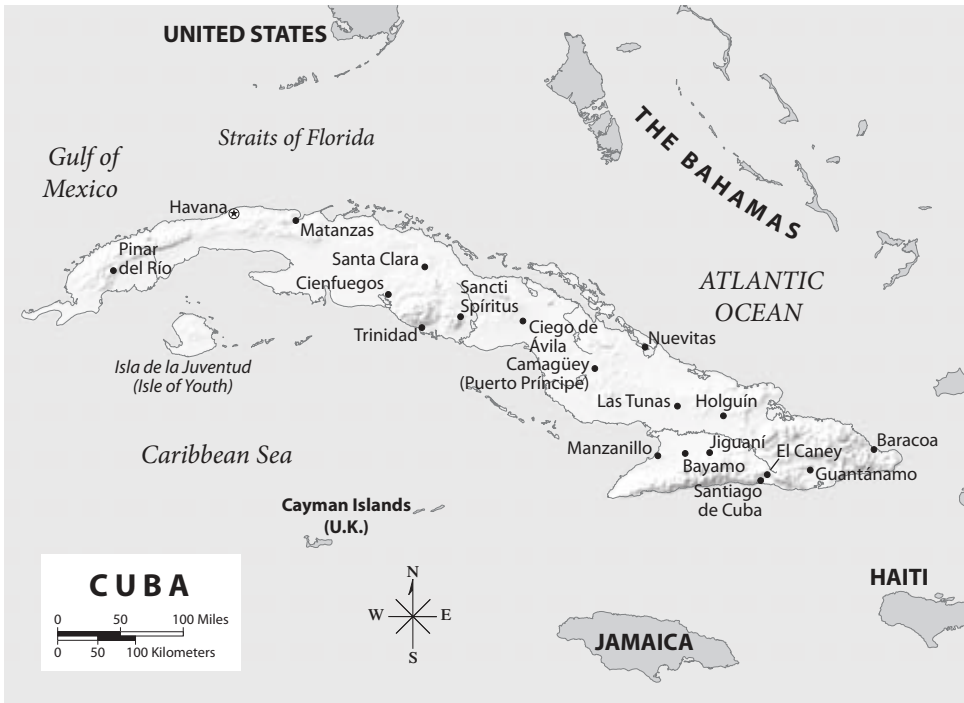 UNITED STATES
Straits of Florida
Gulf of
Mexico
THE BAHAMAS
Havana
Matanzas
Pinar
del Río
Santa Clara
Cienfuegos
Sancti
Spíritus
ATLANTIC
OCEAN
Trinidad
Ciego de
Ávila
Nuevitas
Isla de la Juventud
(Isle of Youth)
Camagüey
(Puerto Príncipe)
Las Tunas
Holguín
Caribbean Sea
Manzanillo
Jiguaní
El Caney
Baracoa
Bayamo
Guantánamo
Santiago
de Cuba
Cayman Islands
(U.K.)
CUBA
0 50 100 Miles
0 50 100 Kilometers
N
W E
S
HAITI
JAMAICA